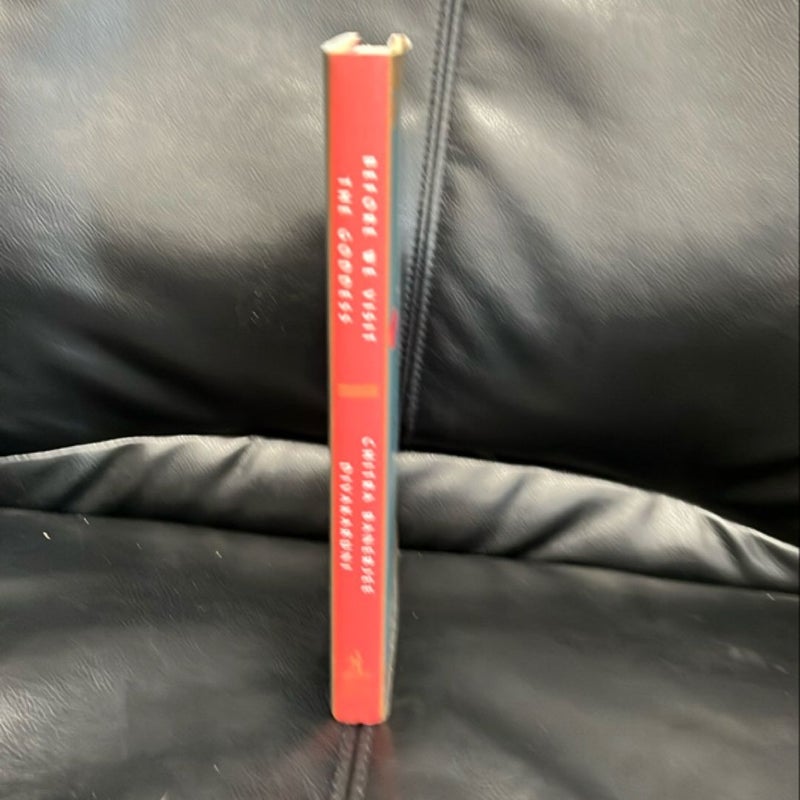 BEFORE WE VISIT
THE GODDESS
CHITRA BANERJEE
DIVAKARUNI